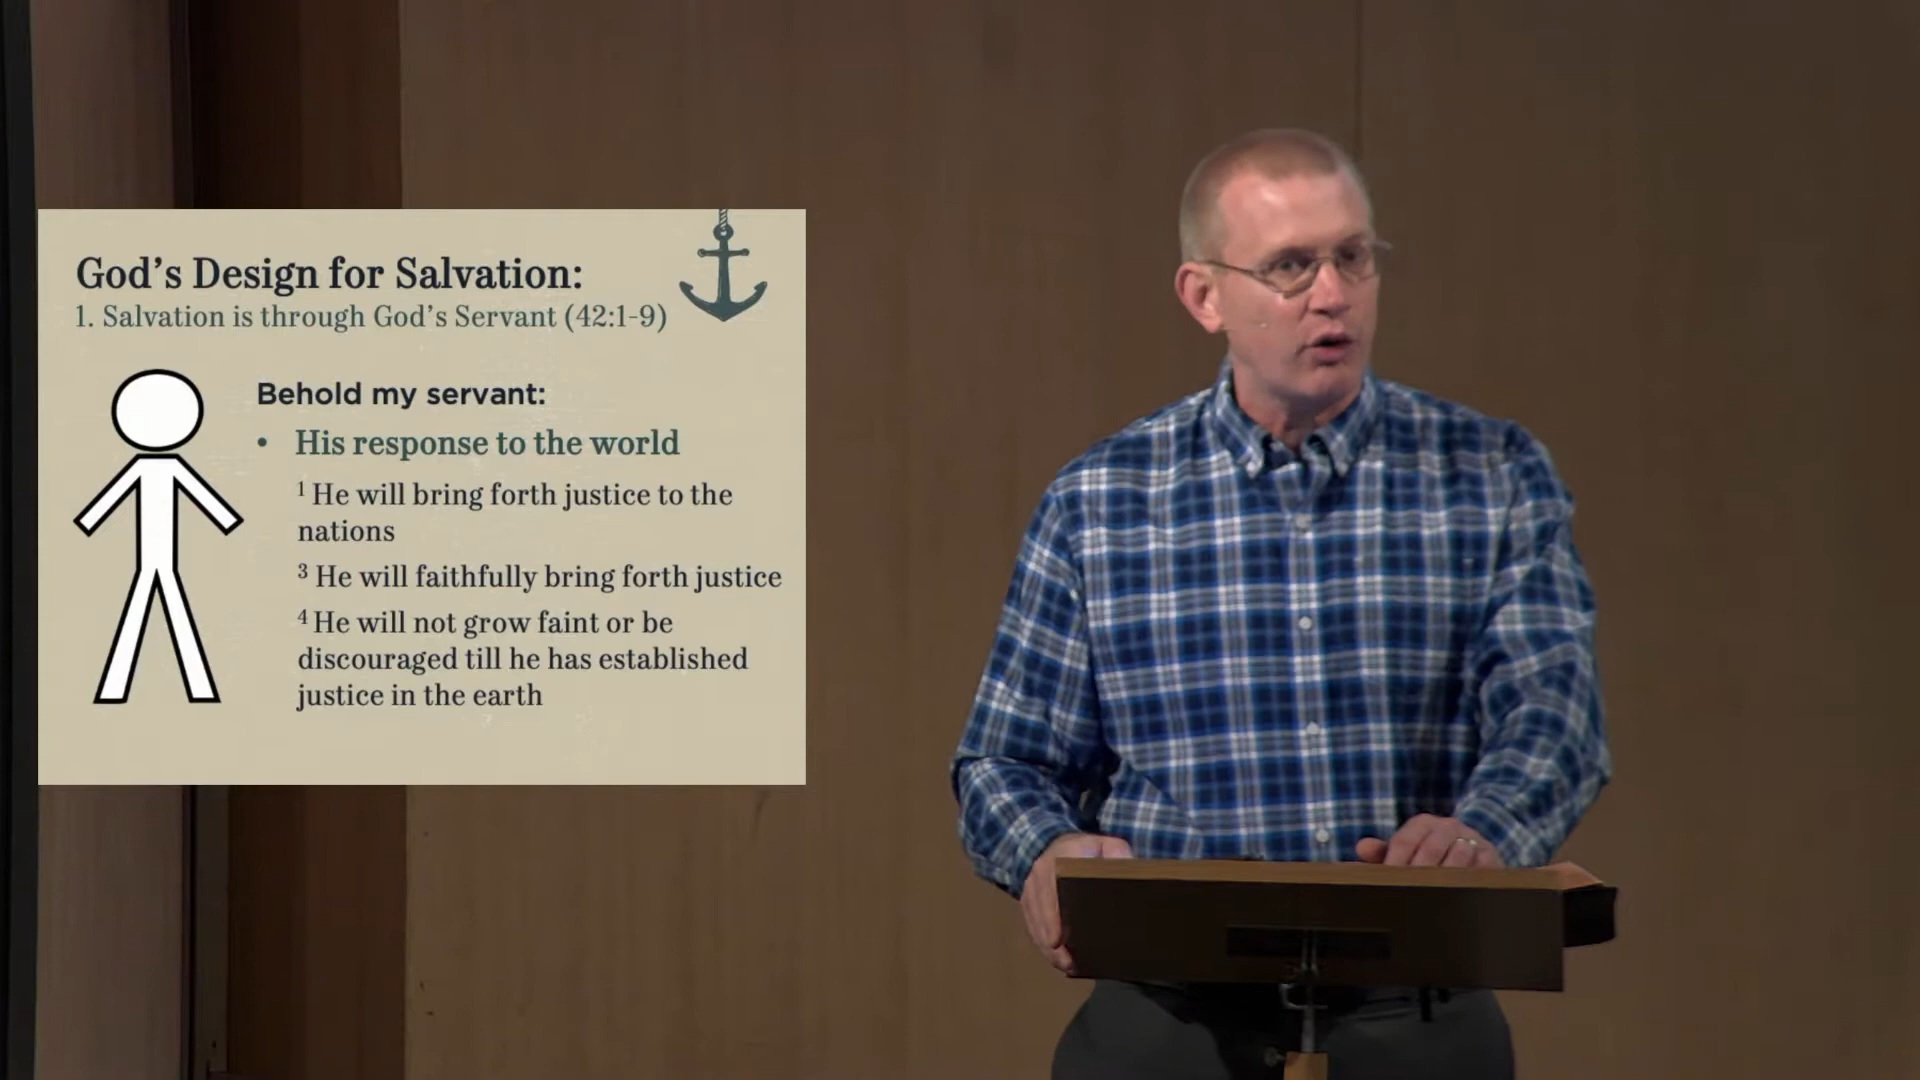 God’s Design for Salvation:
1. Salvation is through God’s Servant (42:1-9)
Behold my servant:
• His response to the world
1 He will bring forth justice to the
nations
3 He will faithfully bring forth justice
4 He will not grow faint or be
discouraged till he has established
justice in the earth